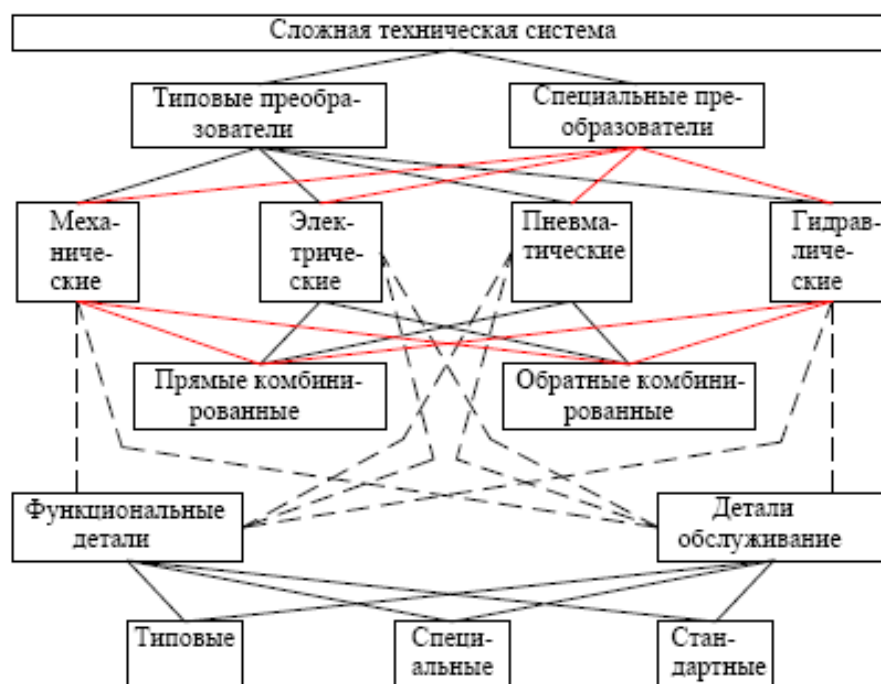 Сложная техническая система
Типовые преобра-
зователи
Специальные пре-
образователи
Меха-
ниче-
ские
Элек-
триче-
ские
Пневма-
тические
Гидрав-
личе-
ские
Прямые комбини-
рованные
Обратные комбини-
рованные
Функциональные
детали
Детали
обслуживание
Типовые
Специ-
альные
Стан-
дартные